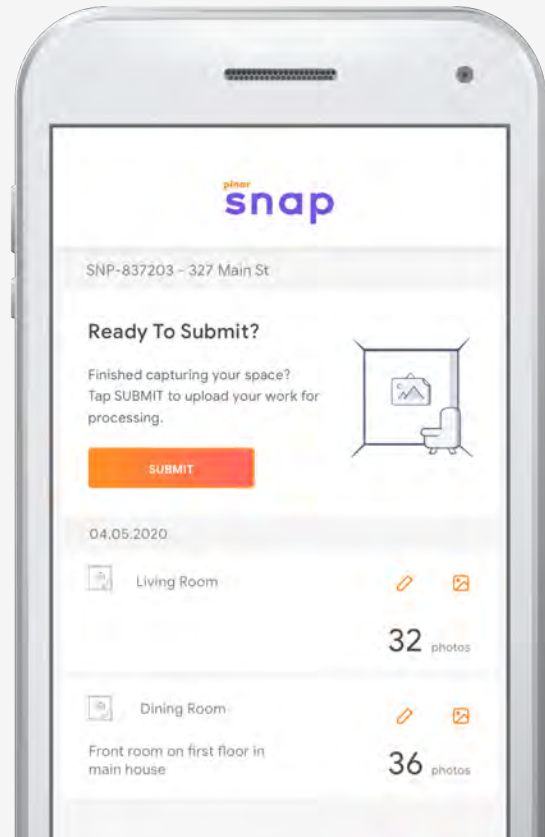 pinar
snap
SNP-837203 - 327 Main St
Ready To Submit?
Finished capturing your space?
Tap SUBMIT to upload your work for
processing.
SUBMIT
04.05.2020
Living Room
32 photos
Dining Room
Front room on first floor in
main house
36 photos